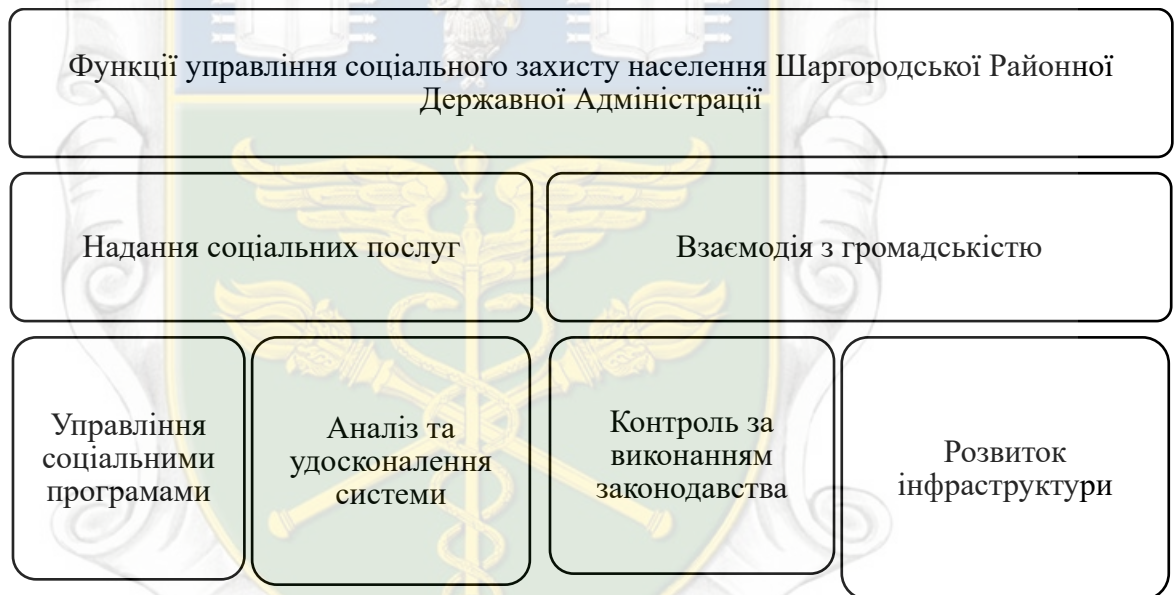 Функції управління соціального захисту населення Шаргородської Районної
Державної Адміністрації
Надання соціальних послуг
Взаємодія з громадськістю
Управління
соціальними
програмами
Аналіз та
удосконалення
системи
Контроль за
виконанням
законодавства
Розвиток
інфраструктури